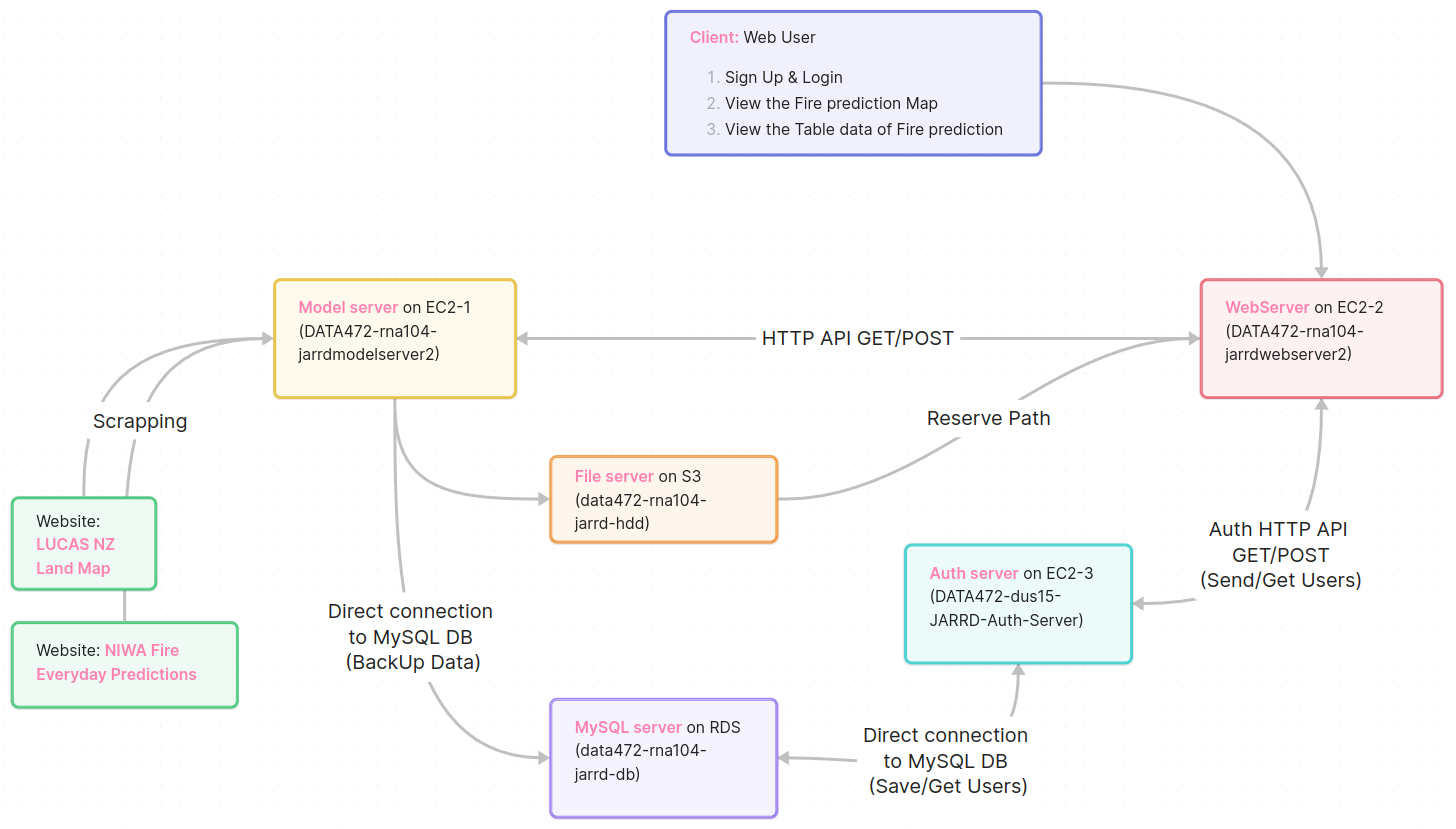 Client: Web User
1. Sign Up & Login
2. View the Fire prediction Map
3. View the Table data of Fire prediction
Model server on EC2-1
(DATA472-rna104-
jarrdmodelserver2)
HTTP API GET/POST
WebServer on EC2-2
(DATA472-rna104-
jarrdwebserver2)
Scrapping
Reserve Path
File server on S3
(data472-rna104-
jarrd-hdd)
Website:
LUCAS NZ
Land Map
Auth HTTP API
GET/POST
(Send/Get Users)
Auth server on EC2-3
(DATA472-dus15-
JARRD-Auth-Server)
Direct connection
to MySQL DB
(BackUp Data)
Website: NIWA Fire
Everyday Predictions
MySQL server on RDS
(data472-rna104-
jarrd-db)
Direct connection
to MySQL DB
(Save/Get Users)